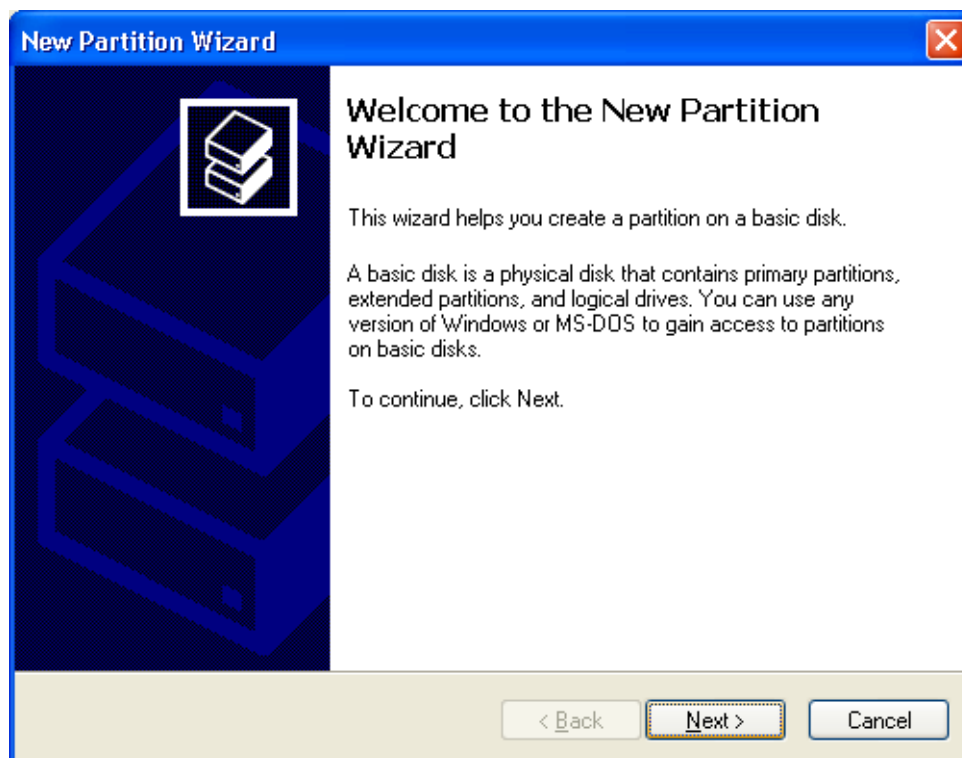 New Partition Wizard
Welcome to the New Partition
Wizard
This wizard helps you create a partition on a basic disk.
A basic disk is a physical disk that contains primary partitions,
extended partitions, and logical drives. You can use any
version of Windows or MS-DOS to gain access to partitions
on basic disks.
To continue, click Next.
< Back Next > Cancel